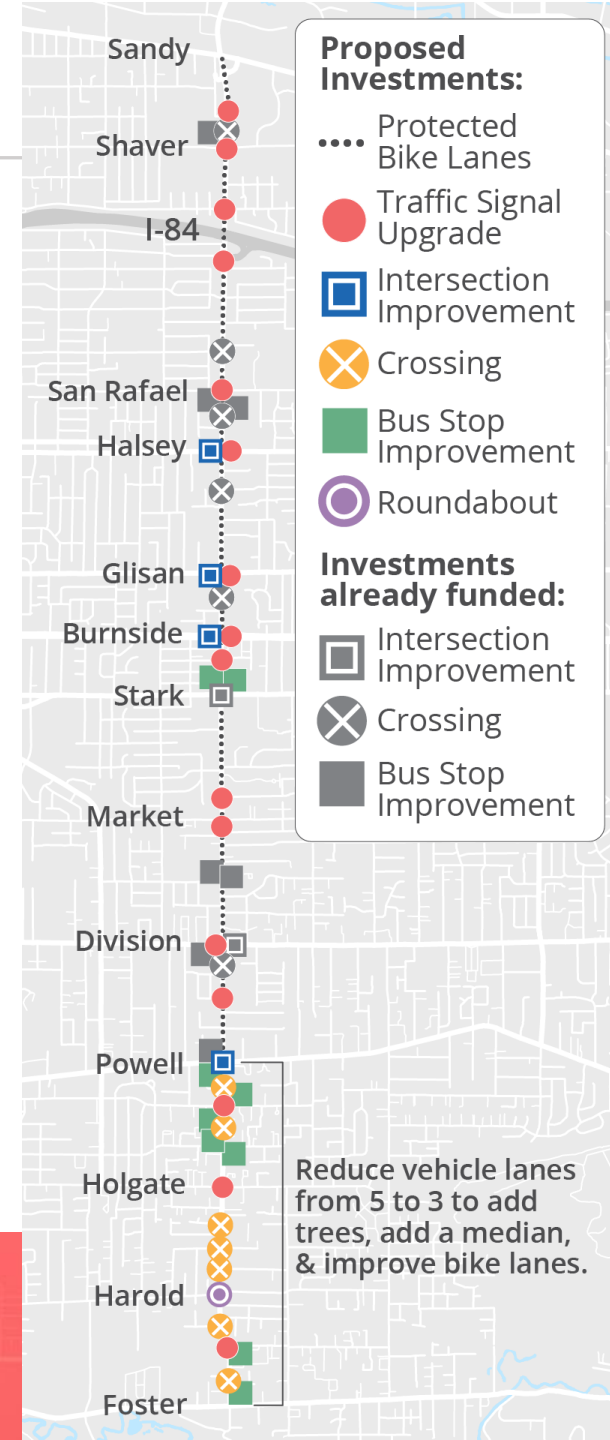 Sandy
Shaver
I-84
San Rafael
Halsey
Glisan
Burnside
Stark
Market
Division
Powell
Holgate
Harold
Foster
Proposed
Investments:
Protected
Bike Lanes
Traffic Signal
Upgrade
Intersection
Improvement
Crossing
Bus Stop
Improvement
Roundabout
Investments
already funded:
Intersection
Improvement
Crossing
Bus Stop
Improvement
Reduce vehicle lanes
from 5 to 3 to add
trees, add a median,
& improve bike lanes.